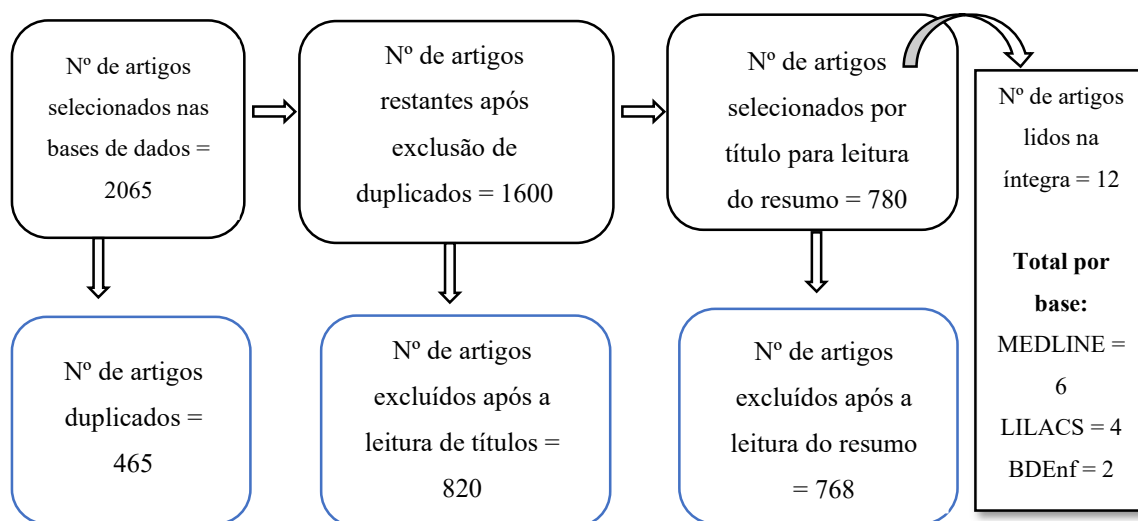 Nº de artigos
selecionados nas
bases de dados =
2065
Nº de artigos
restantes após
exclusão de
duplicados = 1600
Nº de artigos
selecionados por
título para leitura
do resumo = 780
Nº de artigos
lidos na
íntegra = 12
Total por
base:
MEDLINE =
6
LILACS = 4
BDEnf = 2
Nº de artigos
duplicados =
465
Nº de artigos
excluídos após a
leitura de títulos =
820
Nº de artigos
excluídos após a
leitura do resumo
= 768